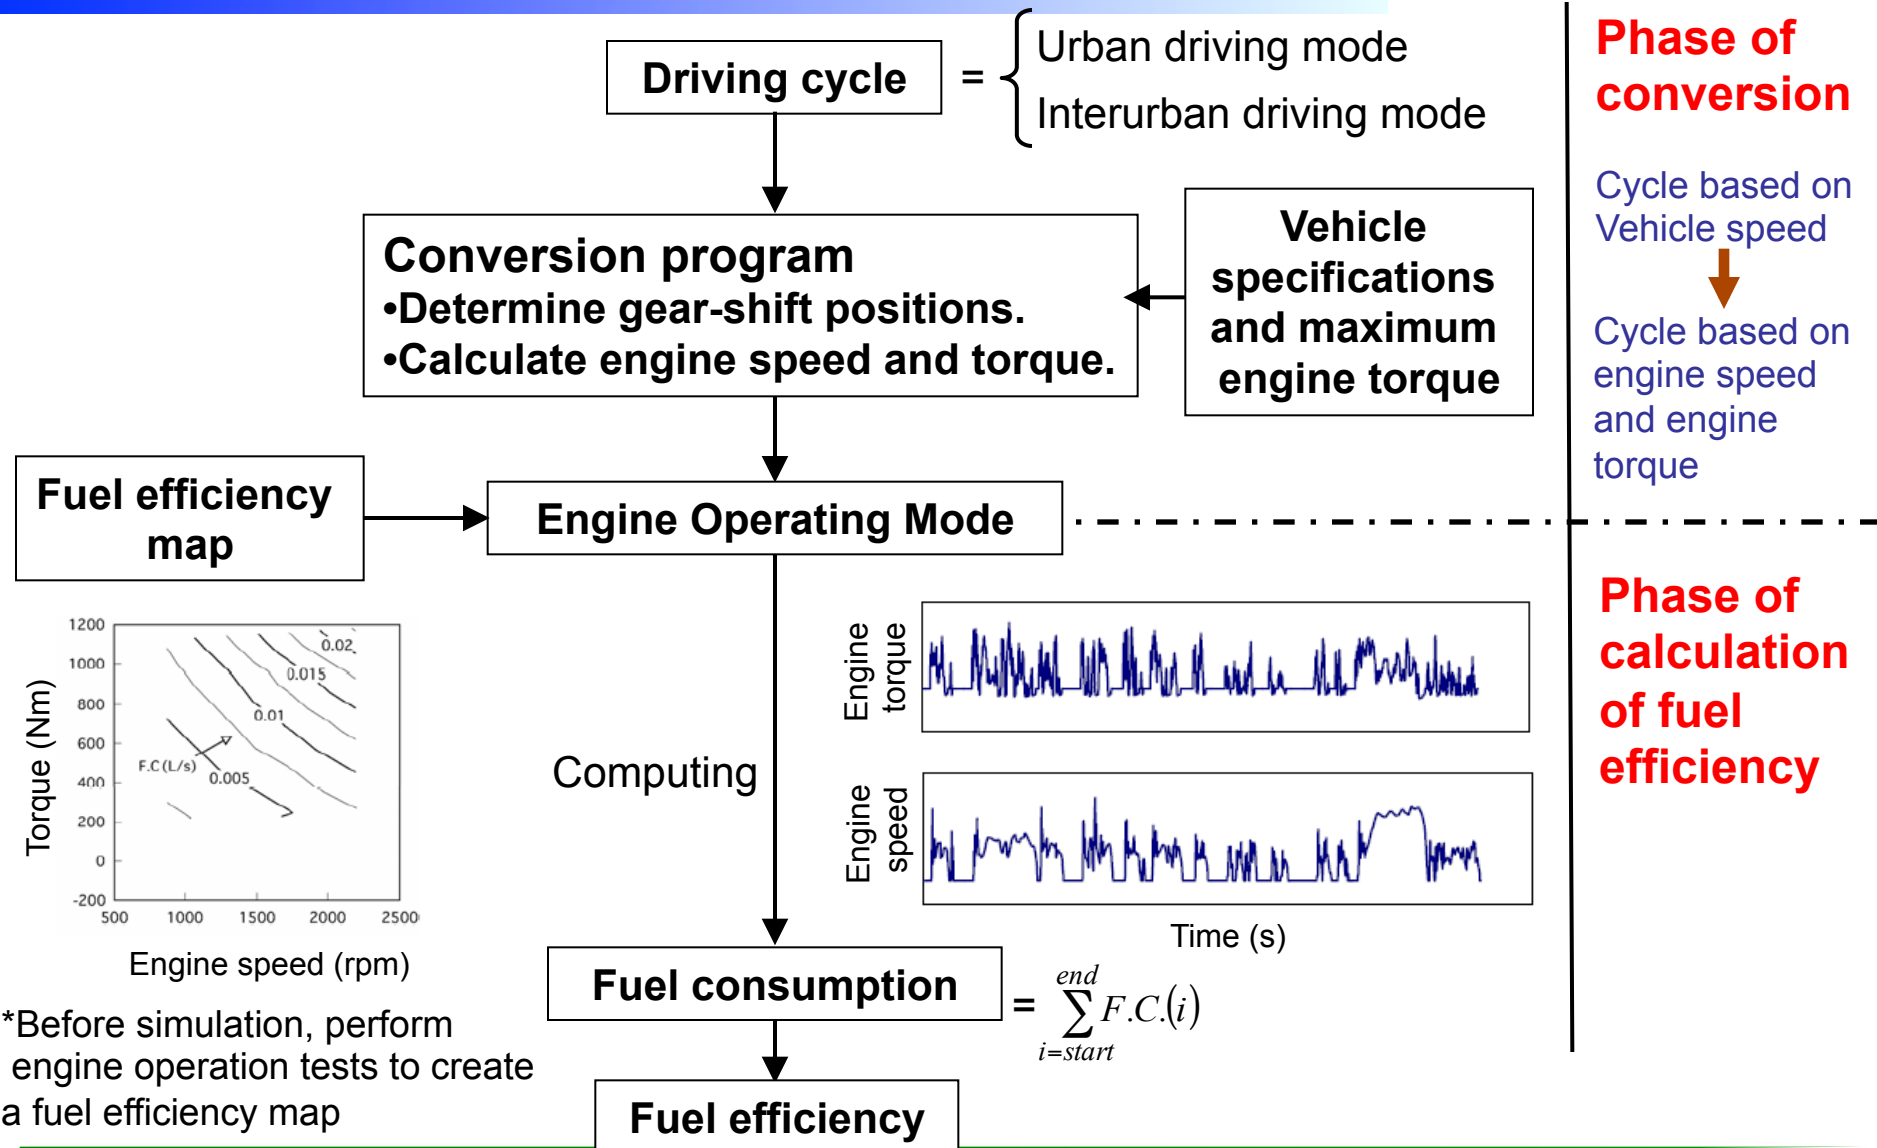 Driving cycle
=
Urban driving mode
Interurban driving mode
Phase of
conversion
Cycle based on
Vehicle speed
Cycle based on
engine speed
and engine
torque
Conversion program
•Determine gear-shift positions.
•Calculate engine speed and torque.
Vehicle
specifications
and maximum
engine torque
Fuel efficiency
map
Engine Operating Mode
Phase of
calculation
of fuel
efficiency
Torque (Nm)
1200
1000
800
600
400
200
0
-200
500 1000 1500 2000 2500
0.02
0.015
0.01
F.C(L/s)
0.005
Engine speed (rpm)
Computing
Engine
torque
Engine
speed
Time (s)
Fuel consumption
= end∑i=start F.C.(i)
*Before simulation, perform
engine operation tests to create
a fuel efficiency map
Fuel efficiency